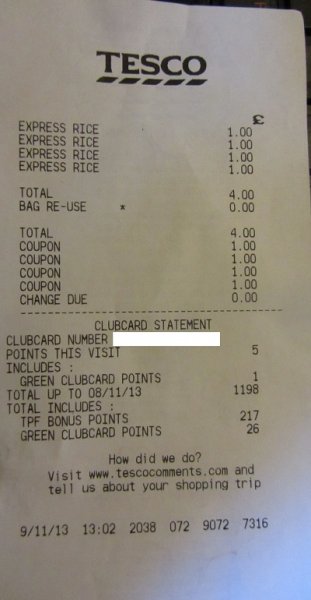 TESCO
£
EXPRESS RICE 1.00
EXPRESS RICE 1.00
EXPRESS RICE 1.00
EXPRESS RICE 1.00
TOTAL 4.00
BAG RE-USE * 0.00
TOTAL 4.00
COUPON 1.00
COUPON 1.00
COUPON 1.00
COUPON 1.00
CHANGE DUE 0.00
CLUBCARD STATEMENT
CLUBCARD NUMBER
POINTS THIS VISIT 5
INCLUDES :
GREEN CLUBCARD POINTS 1
TOTAL UP TO 08/11/13 1198
TOTAL INCLUDES :
TPF BONUS POINTS 217
GREEN CLUBCARD POINTS 26
How did we do?
Visit www.tescocomments.com and
tell us about your shopping trip
9/11/13 13:02 2038 072 9072 7316